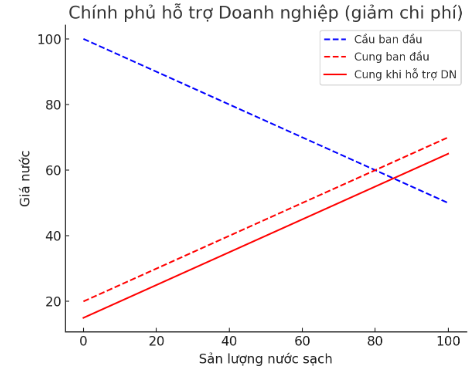 Chính phủ hỗ trợ Doanh nghiệp (giảm chi phí)
Cầu ban đầu
Cung ban đầu
Cung khi hỗ trợ DN
Giá nước
100
80
60
40
20
0 20 40 60 80 100
Sản lượng nước sạch